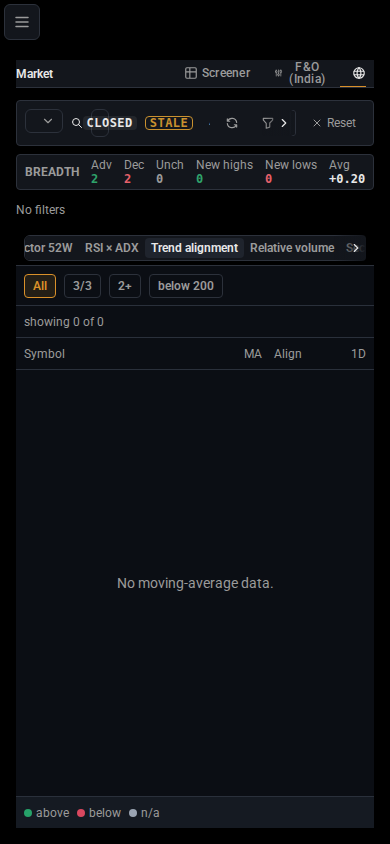 Market Screener F&O (India)
CLOSED STALE Reset
BREADTH Adv Dec Unch New highs New lows Avg
2 2 0 0 0 +0.20
No filters
ctor 52W RSI × ADX Trend alignment Relative volume
All 3/3 2+ below 200
showing 0 of 0
Symbol MA Align 1D
No moving-average data.
above below n/a